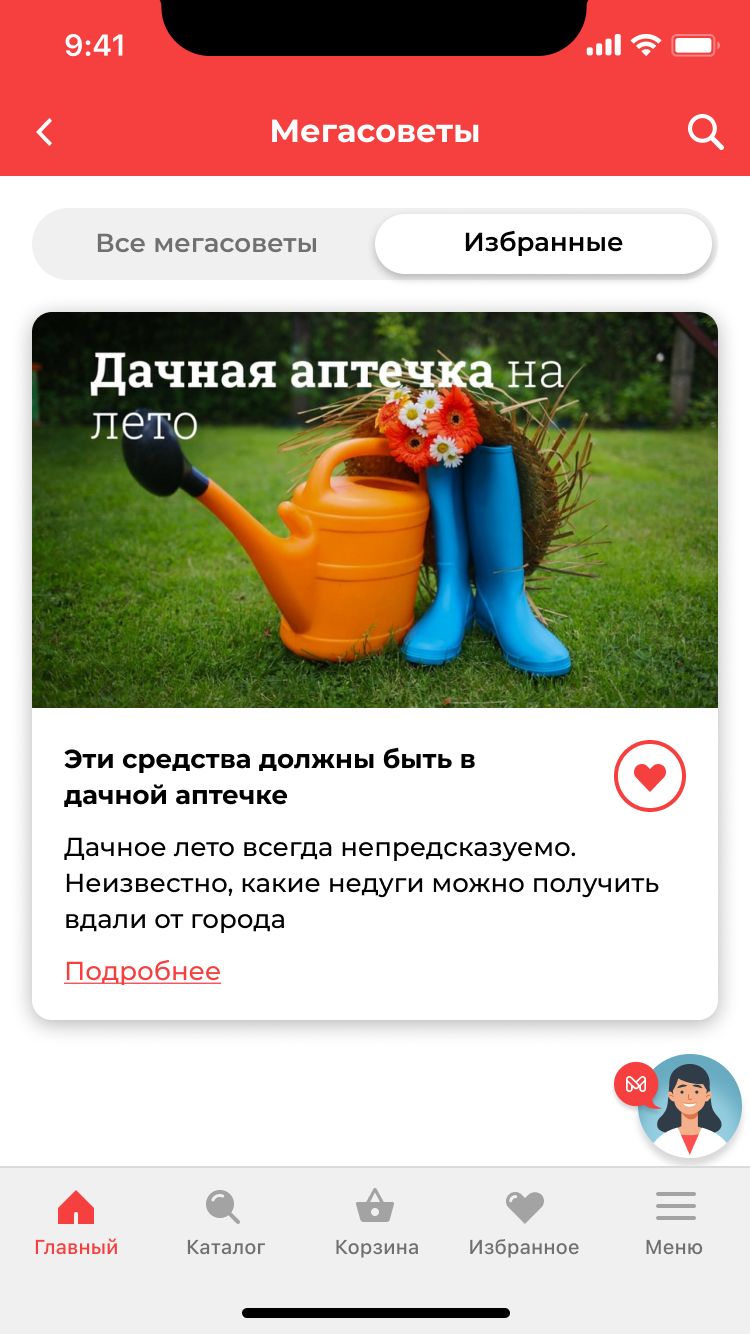 9:41
Мегасоветы
Все мегасоветы
Избранные
Дачная аптечка на
лето
Эти средства должны быть в
дачной аптечке
Дачное лето всегда непредсказуемо.
Неизвестно, какие недуги можно получить
вдали от города
Подробнее
Главный
Каталог
Корзина
Избранное
Меню